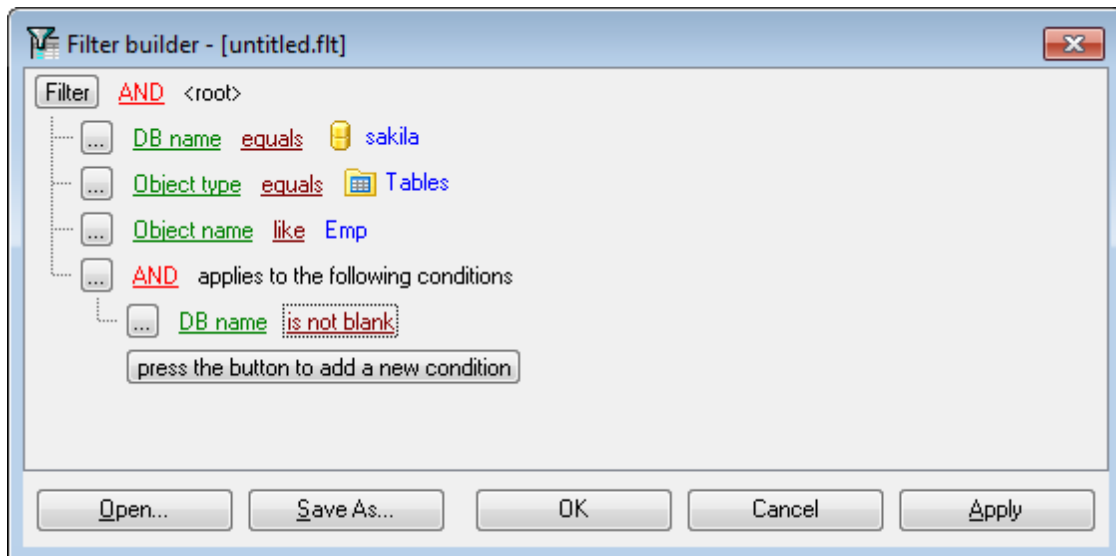 Filter builder - [untitled.flt]
Filter AND <root>
... DB name equals sakila
... Object type equals Tables
... Object name like Emp
... AND applies to the following conditions
... DB name is not blank
press the button to add a new condition
Open... Save As... OK Cancel Apply